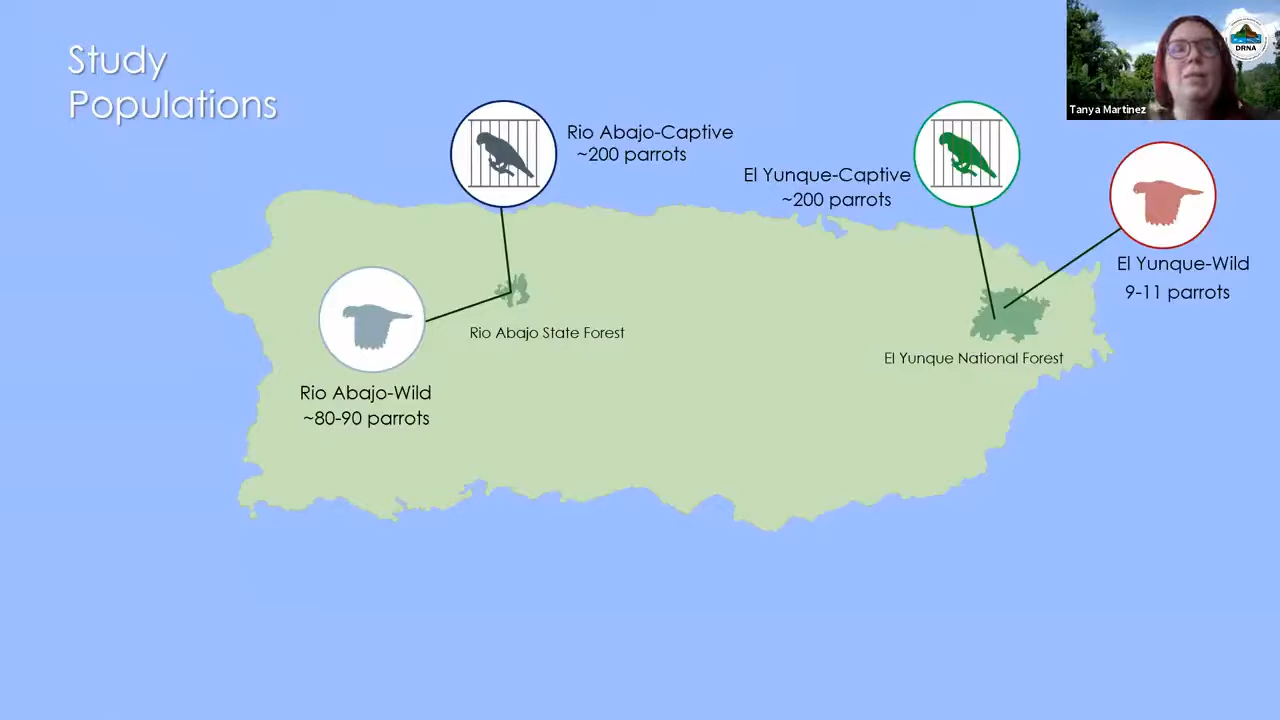 Study
Populations
DRNA
Tanya Martinez
Rio Abajo-Captive
~200 parrots
El Yunque-Captive
~200 parrots
El Yunque-Wild
9-11 parrots
Rio Abajo State Forest
El Yunque National Forest
Rio Abajo-Wild
~80-90 parrots